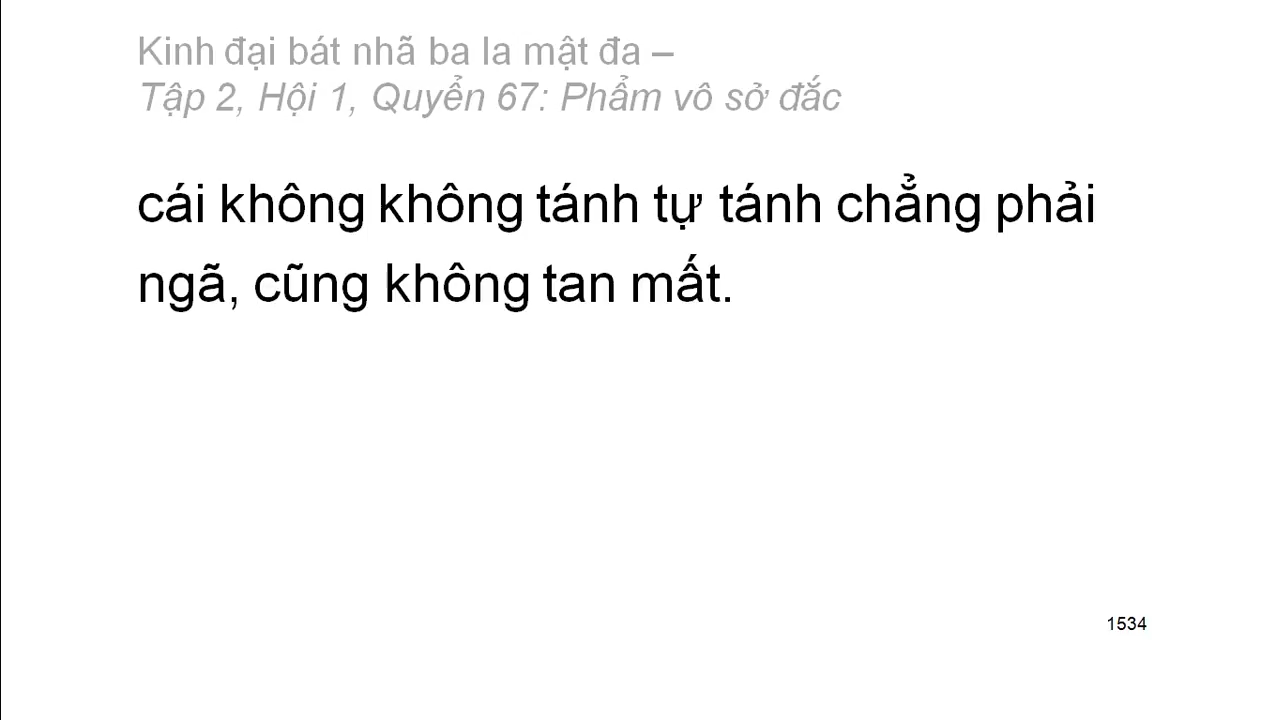 Kinh đại bát nhã ba la mật đa –
Tập 2, Hội 1, Quyển 67: Phẩm vô sở đắc
cái không không tánh tự tánh chẳng phải
ngã, cũng không tan mất.
1534